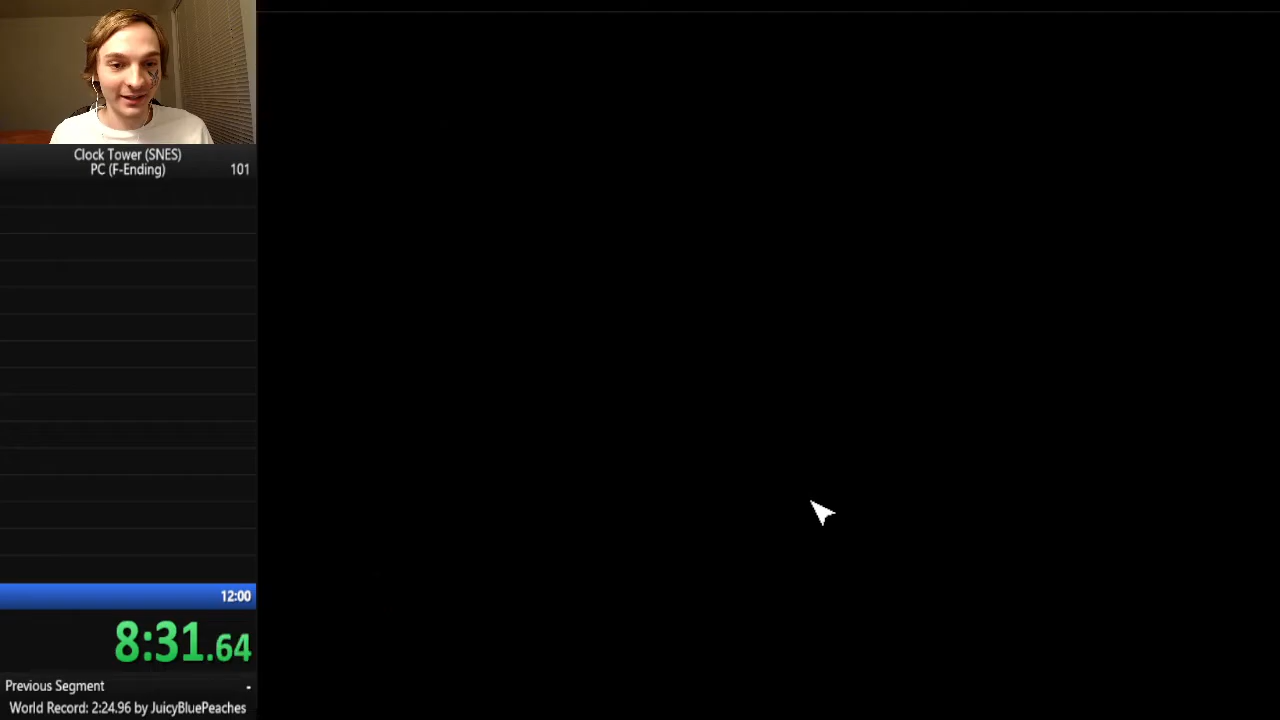 Clock Tower (SNES)
PC (F-Ending) 101
12:00
8:31.64
Previous Segment -
World Record: 2:24.96 by JuicyBluePeaches